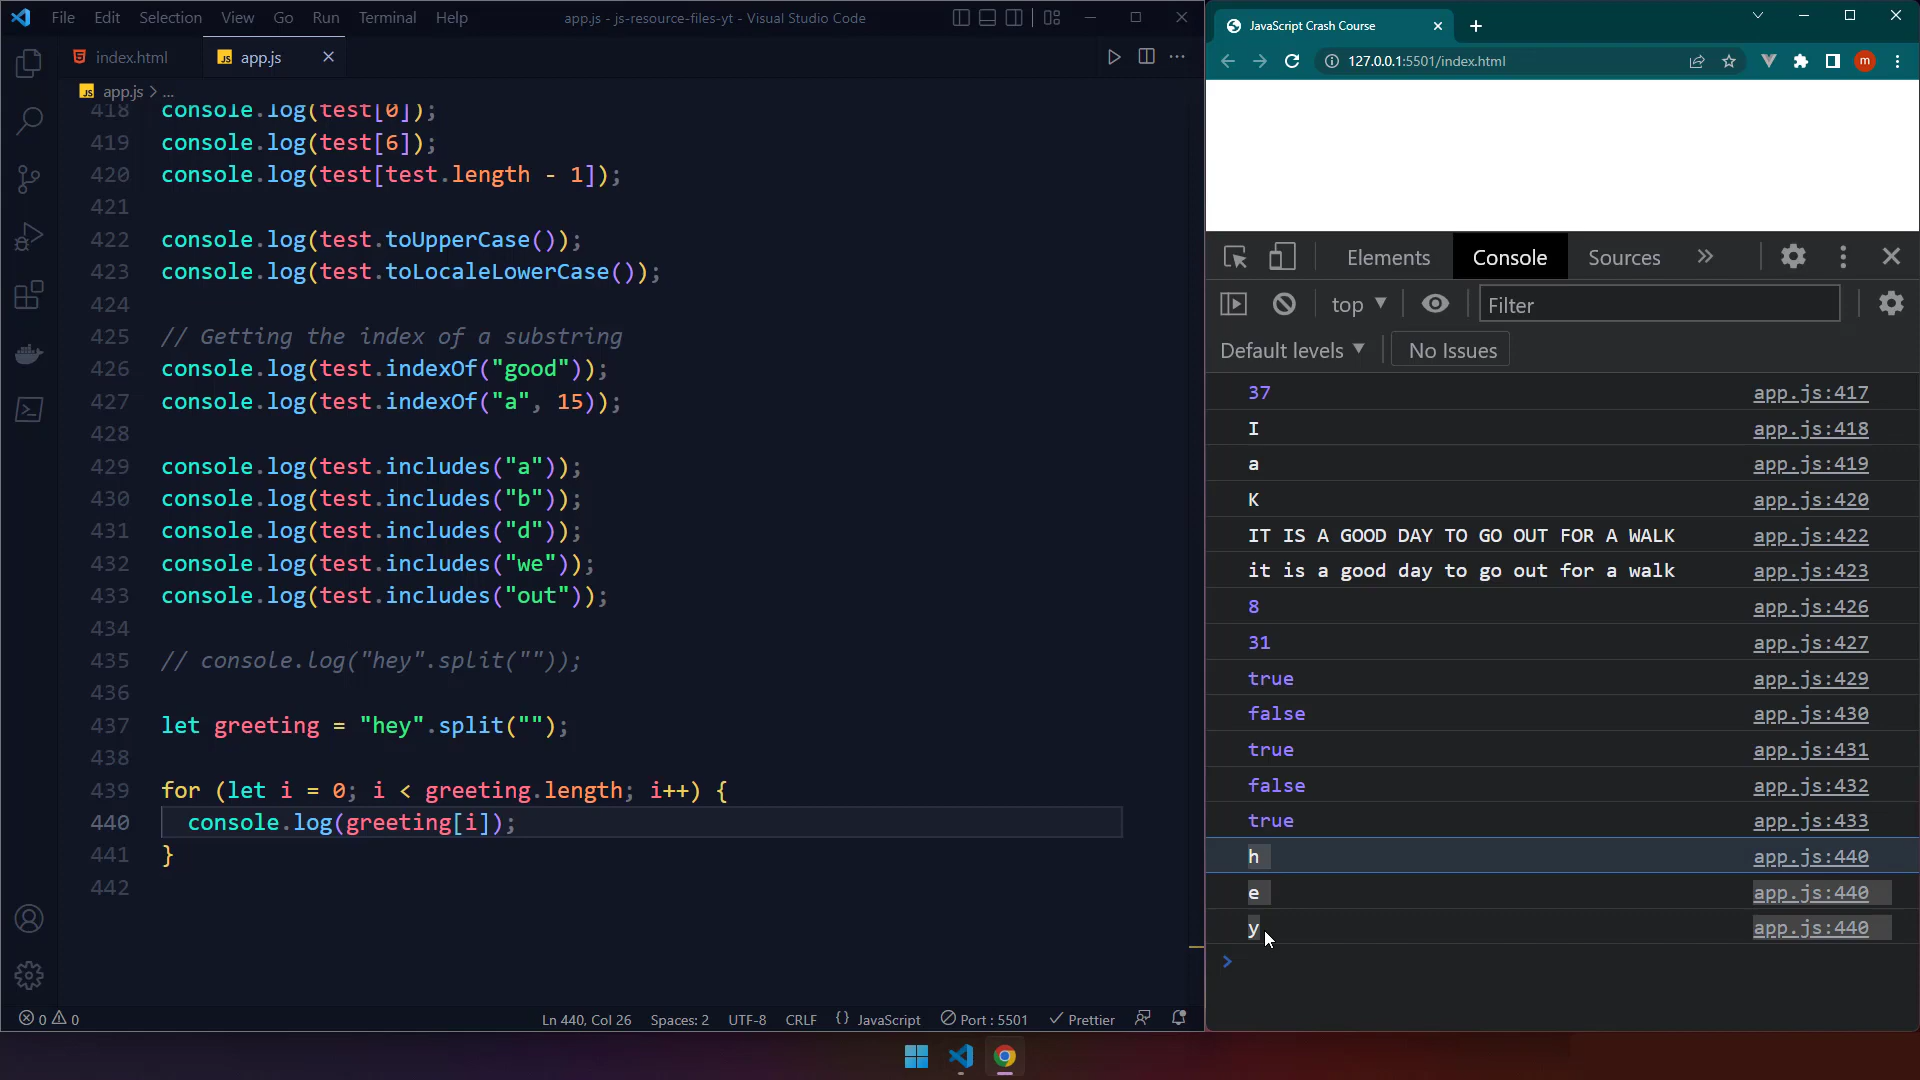 File Edit Selection View Go Run Terminal Help
app.js - js-resource-files-yt - Visual Studio Code
index.html
JS app.js
JS app.js > ...
418 console.log(test[0]);
419 console.log(test[6]);
420 console.log(test[test.length - 1]);
421
422 console.log(test.toUpperCase());
423 console.log(test.toLocaleLowerCase());
424
425 // Getting the index of a substring
426 console.log(test.indexOf("good"));
427 console.log(test.indexOf("a", 15));
428
429 console.log(test.includes("a"));
430 console.log(test.includes("b"));
431 console.log(test.includes("d"));
432 console.log(test.includes("we"));
433 console.log(test.includes("out"));
434
435 // console.log("hey".split(""));
436
437 let greeting = "hey".split("");
438
439 for (let i = 0; i < greeting.length; i++) {
440 console.log(greeting[i]);
441 }
442
0 0
Ln 440, Col 26 Spaces: 2 UTF-8 CRLF {} JavaScript Port : 5501 Prettier
JavaScript Crash Course
127.0.0.1:5501/index.html
m
Elements Console Sources
top Filter
Default levels No Issues
37 app.js:417
I app.js:418
a app.js:419
K app.js:420
IT IS A GOOD DAY TO GO OUT FOR A WALK app.js:422
it is a good day to go out for a walk app.js:423
8 app.js:426
31 app.js:427
true app.js:429
false app.js:430
true app.js:431
false app.js:432
true app.js:433
h app.js:440
e app.js:440
y app.js:440
>